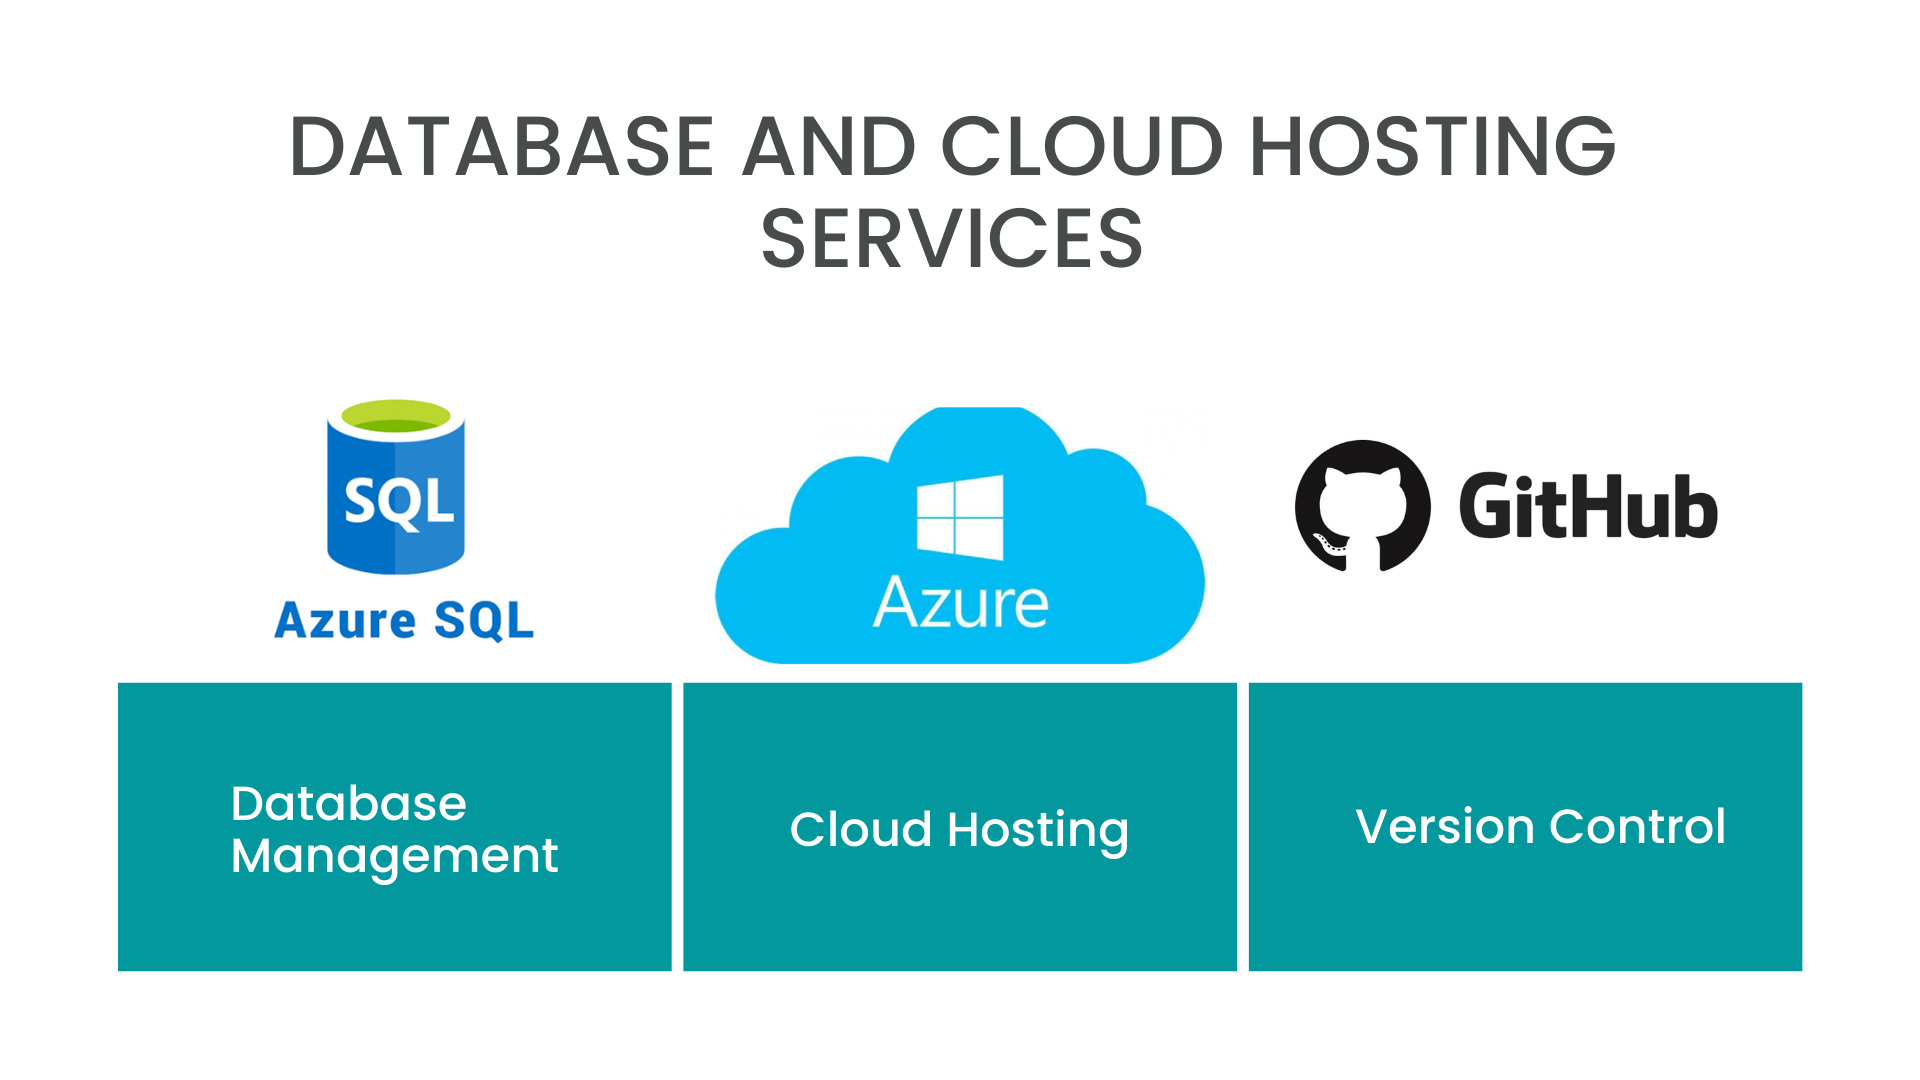 DATABASE AND CLOUD HOSTING
SERVICES
SQL
Azure SQL
Azure
GitHub
Database
Management
Cloud Hosting
Version Control